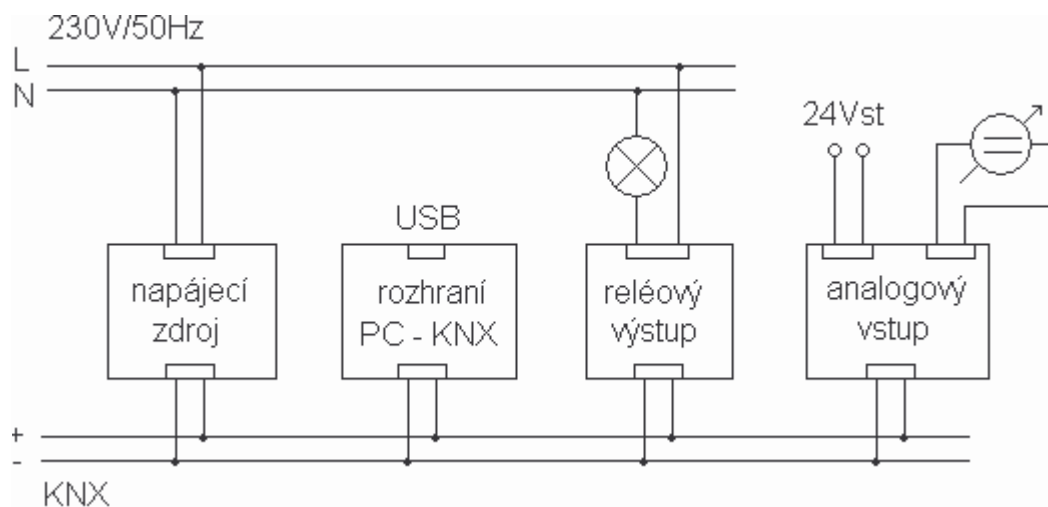 230V/50Hz
L
N
24Vst
USB
napájecí
zdroj
rozhraní
PC - KNX
reléový
výstup
analogový
vstup
+
-
KNX